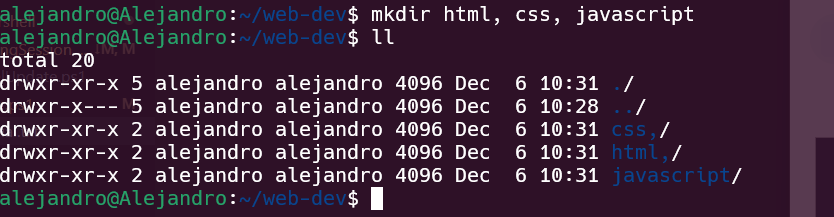 alejandro@Alejandro:~/web-dev$ mkdir html, css, javascript
alejandro@Alejandro:~/web-dev$ ll
total 20
drwxr-xr-x 5 alejandro alejandro 4096 Dec  6 10:31 ./
drwxr-x--- 5 alejandro alejandro 4096 Dec  6 10:28 ../
drwxr-xr-x 2 alejandro alejandro 4096 Dec  6 10:31 css,/
drwxr-xr-x 2 alejandro alejandro 4096 Dec  6 10:31 html,/
drwxr-xr-x 2 alejandro alejandro 4096 Dec  6 10:31 javascript/
alejandro@Alejandro:~/web-dev$